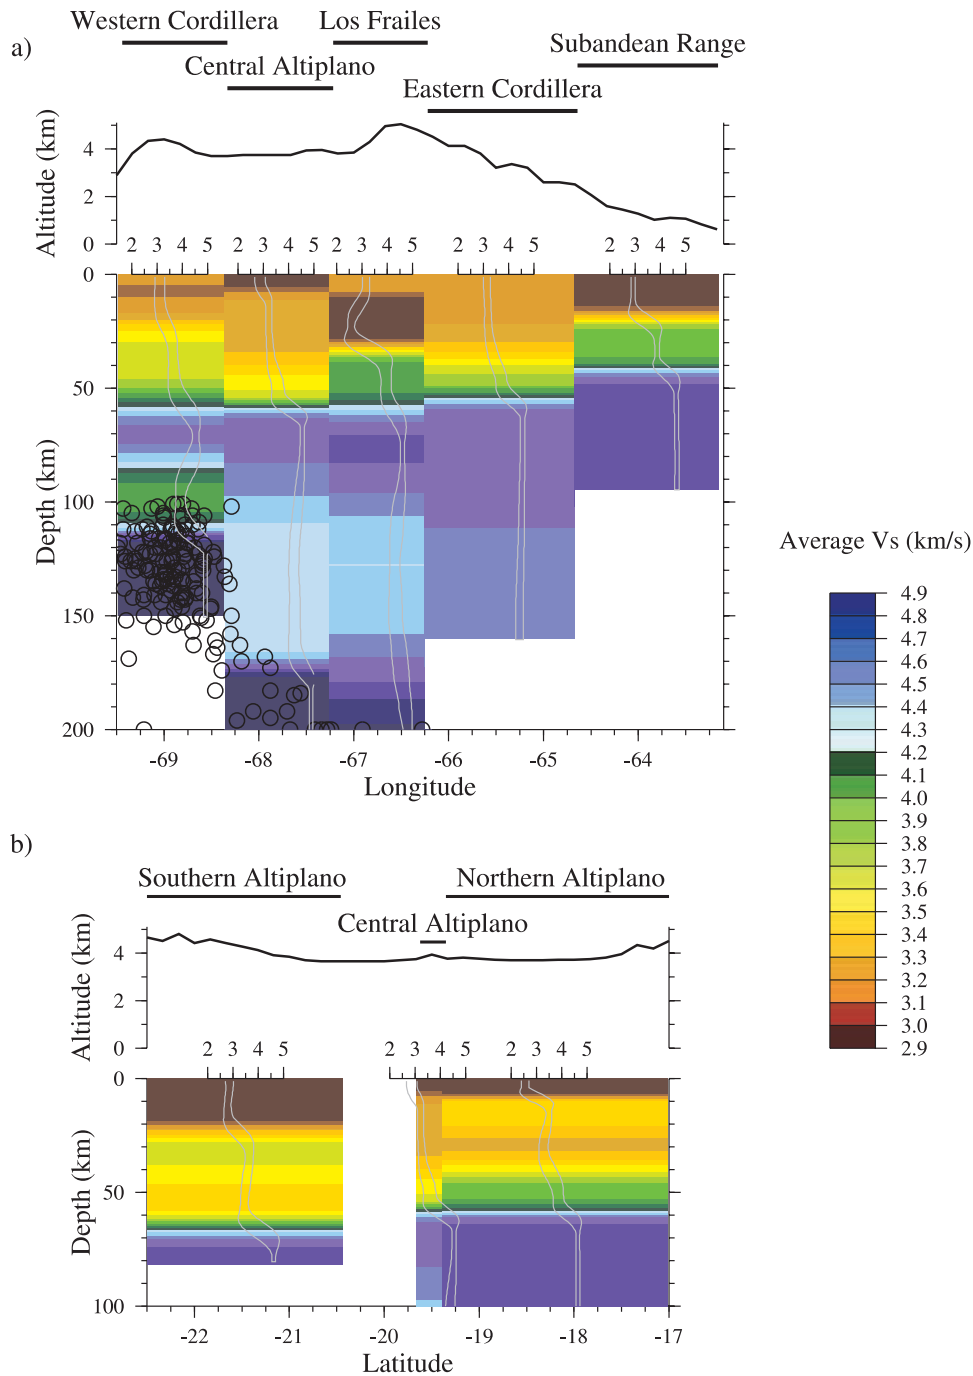 Western Cordillera Los Frailes
a) Subandean Range
Central Altiplano
Eastern Cordillera
Altitude (km)
4
2
0
2 3 4 5 2 3 4 5 2 3 4 5 2 3 4 5 2 3 4 5
Depth (km)
0
50
100
150
200
-69 -68 -67 -66 -65 -64
Longitude
Average Vs (km/s)
4.9
4.8
4.7
4.6
4.5
4.4
4.3
4.2
4.1
4.0
3.9
3.8
3.7
3.6
3.5
3.4
3.3
3.2
3.1
3.0
2.9
b)
Southern Altiplano Northern Altiplano
Central Altiplano
Altitude (km)
4
2
0
2 3 4 5 2 3 4 5 2 3 4 5
Depth (km)
0
50
100
-22 -21 -20 -19 -18 -17
Latitude